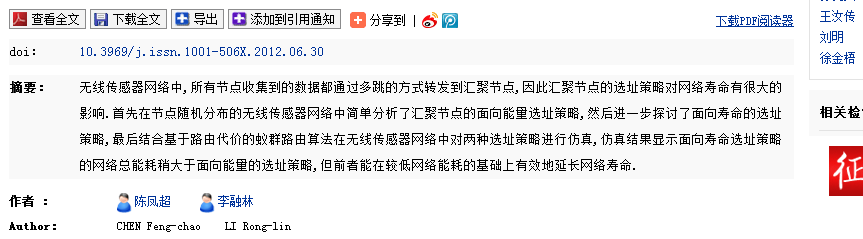 查看全文 下载全文 导出 添加到引用通知 分享到 | 下载PDF阅读器
王汝传
刘明
徐金梧
doi: 10.3969/j.issn.1001-506X.2012.06.30
摘要: 无线传感器网络中,所有节点收集到的数据都通过多跳的方式转发到汇聚节点,因此汇聚节点的选址策略对网络寿命有很大的
影响.首先在节点随机分布的无线传感器网络中简单分析了汇聚节点的面向能量选址策略,然后进一步探讨了面向寿命的选址
策略,最后结合基于路由代价的蚁群路由算法在无线传感器网络中对两种选址策略进行仿真,仿真结果显示面向寿命选址策略
的网络总能耗稍大于面向能量的选址策略,但前者能在较低网络能耗的基础上有效地延长网络寿命.
相关检
征
作者 : 陈凤超 李融林
Author: CHEN Feng-chao LI Rong-lin